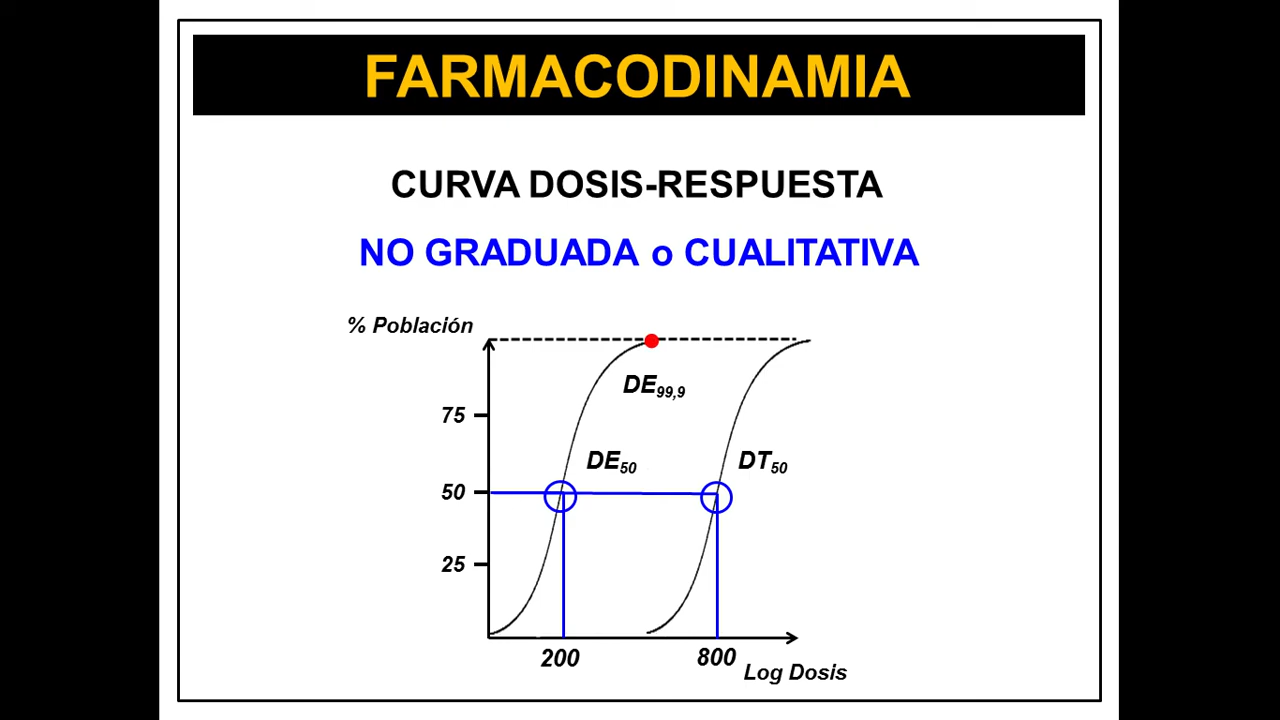 FARMACODINAMIA
CURVA DOSIS-RESPUESTA
NO GRADUADA o CUALITATIVA
% Población
DE99,9
75
DE50
DT50
50
25
200
800
Log Dosis